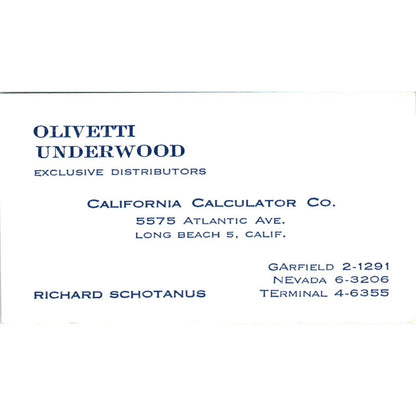 OLIVETTI
UNDERWOOD
EXCLUSIVE DISTRIBUTORS
CALIFORNIA CALCULATOR CO.
5575 ATLANTIC AVE.
LONG BEACH 5, CALIF.
GARFIELD 2-1291
NEVADA 6-3206
RICHARD SCHOTANUS TERMINAL 4-6355